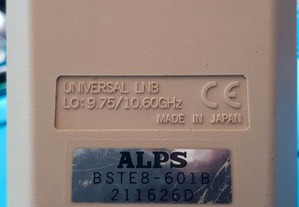 UNIVERSAL LNB
LO: 9.75/10.60GHz CE
MADE IN JAPAN
ALPS
BSTE8-601B
211626D